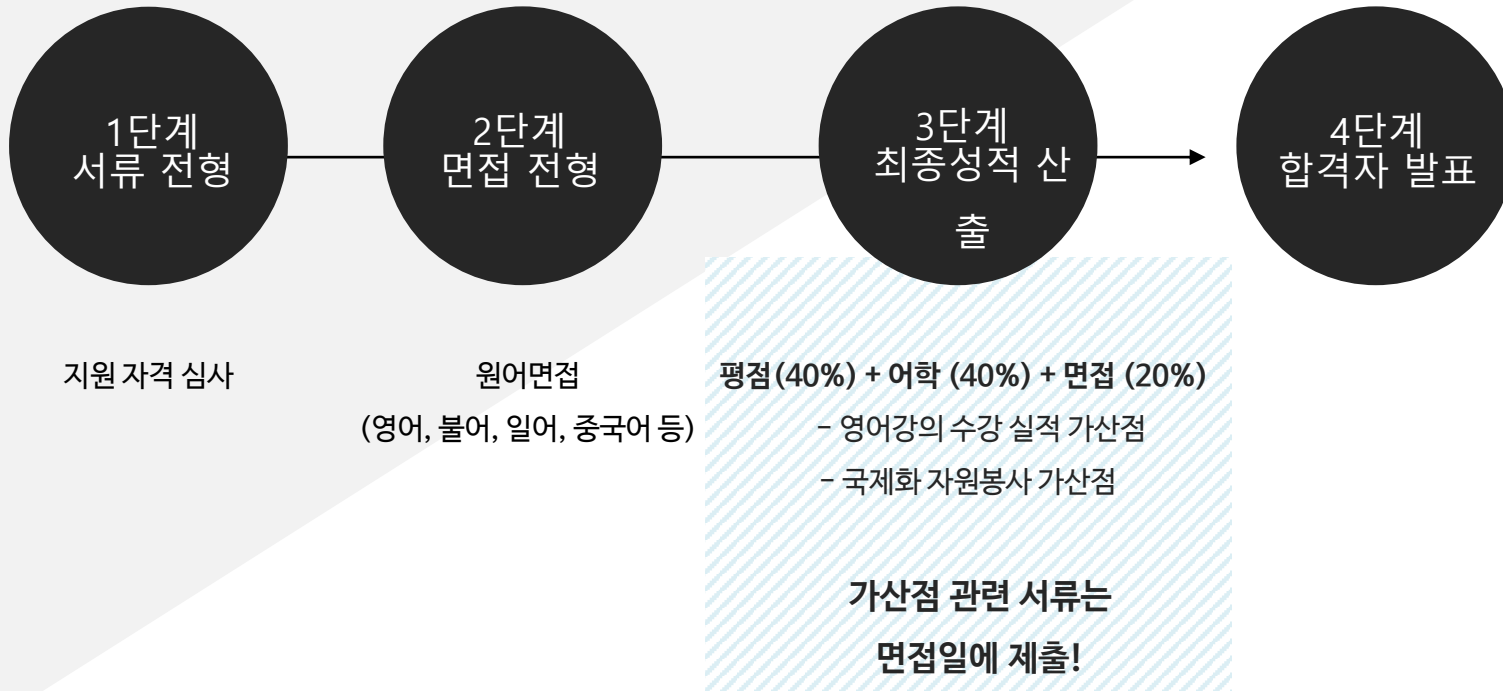 1단계
서류 전형
2단계
면접 전형
3단계
최종성적 산
출
4단계
합격자 발표
지원 자격 심사
원어면접
(영어, 불어, 일어, 중국어 등)
평점(40%) + 어학 (40%) + 면접 (20%)
- 영어강의 수강 실적 가산점
- 국제화 자원봉사 가산점
가산점 관련 서류는
면접일에 제출!